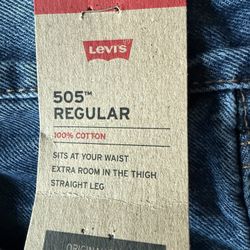 Levi's
505™
REGULAR
100% COTTON
SITS AT YOUR WAIST
EXTRA ROOM IN THE THIGH
STRAIGHT LEG